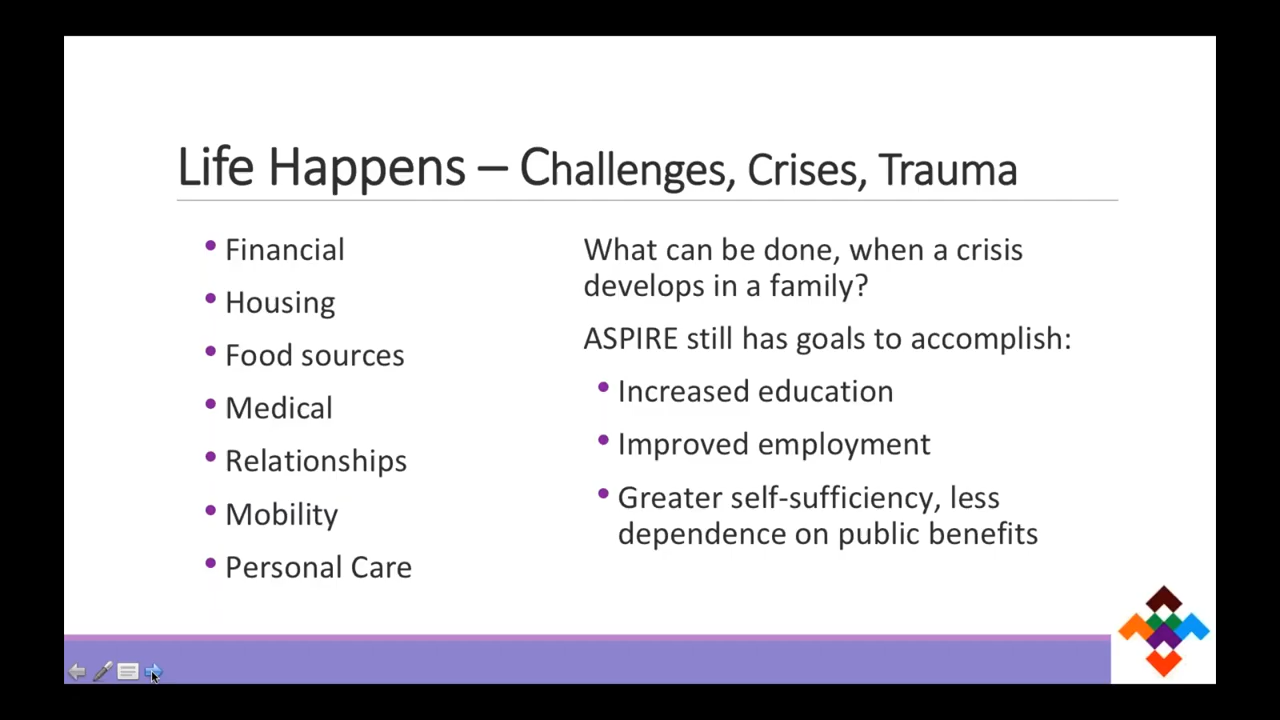 Life Happens – Challenges, Crises, Trauma
• Financial
• Housing
• Food sources
• Medical
• Relationships
• Mobility
• Personal Care
What can be done, when a crisis
develops in a family?
ASPIRE still has goals to accomplish:
• Increased education
• Improved employment
• Greater self-sufficiency, less
dependence on public benefits